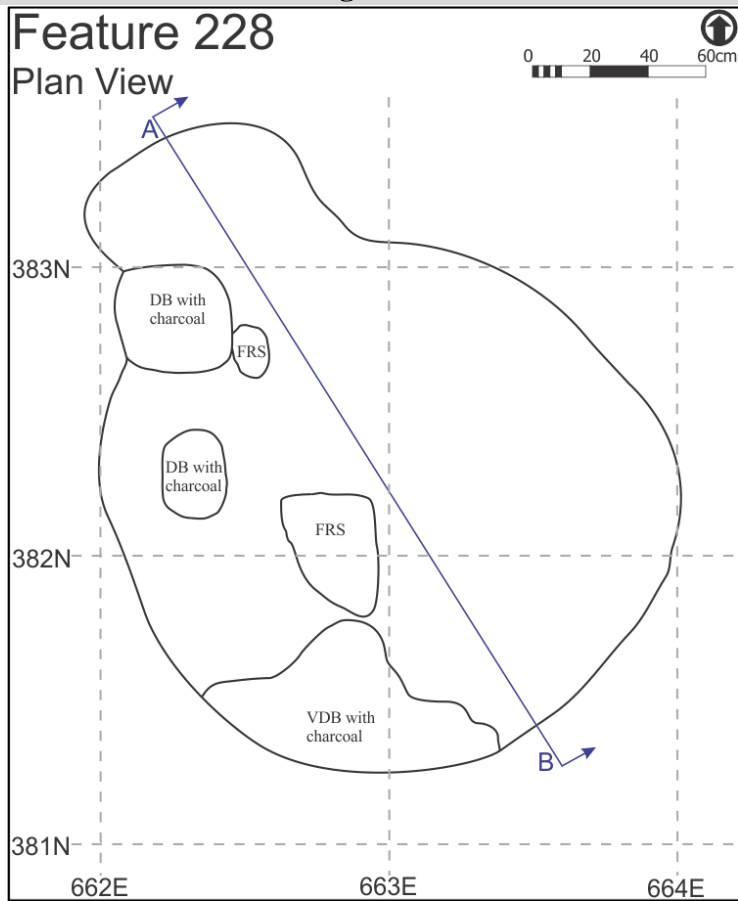 Feature 228
Plan View
0 20 40 60cm
A
383N
DB with
charcoal
FRS
DB with
charcoal
FRS
382N
VDB with
charcoal
B
381N
662E 663E 664E